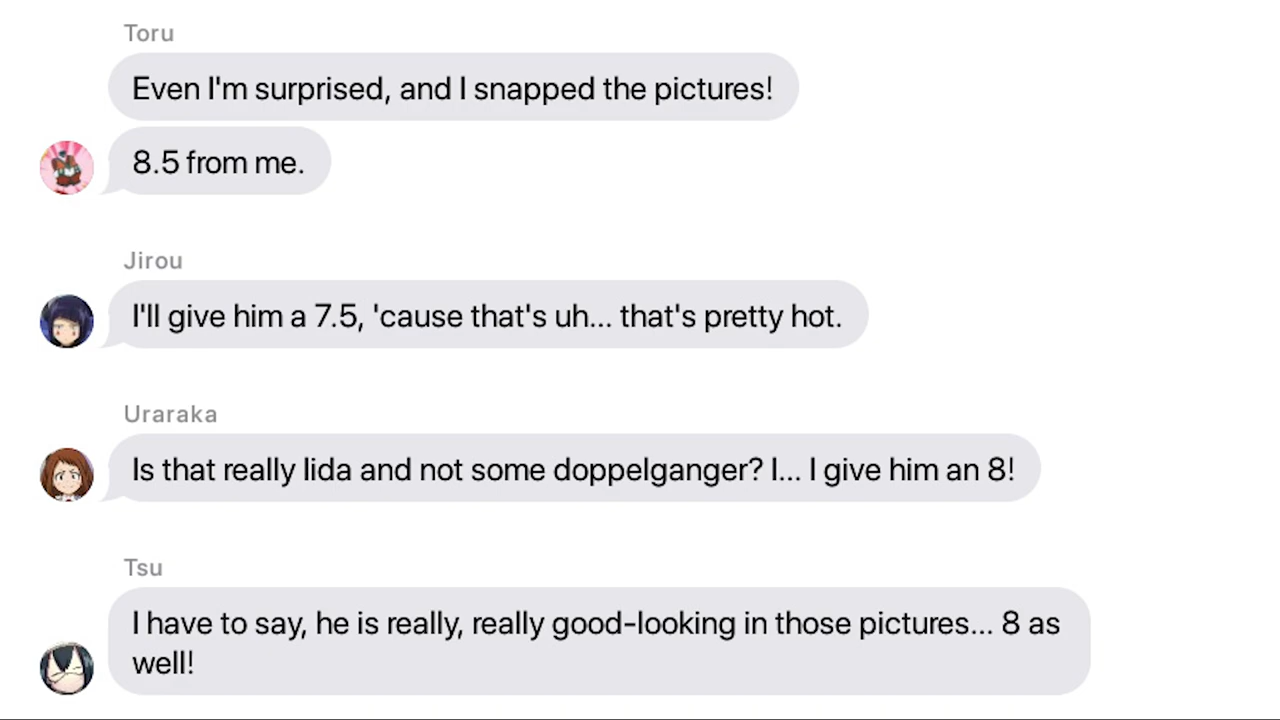 Toru
Even I'm surprised, and I snapped the pictures!
8.5 from me.
Jirou
I'll give him a 7.5, 'cause that's uh... that's pretty hot.
Uraraka
Is that really Iida and not some doppelganger? I... I give him an 8!
Tsu
I have to say, he is really, really good-looking in those pictures... 8 as
well!